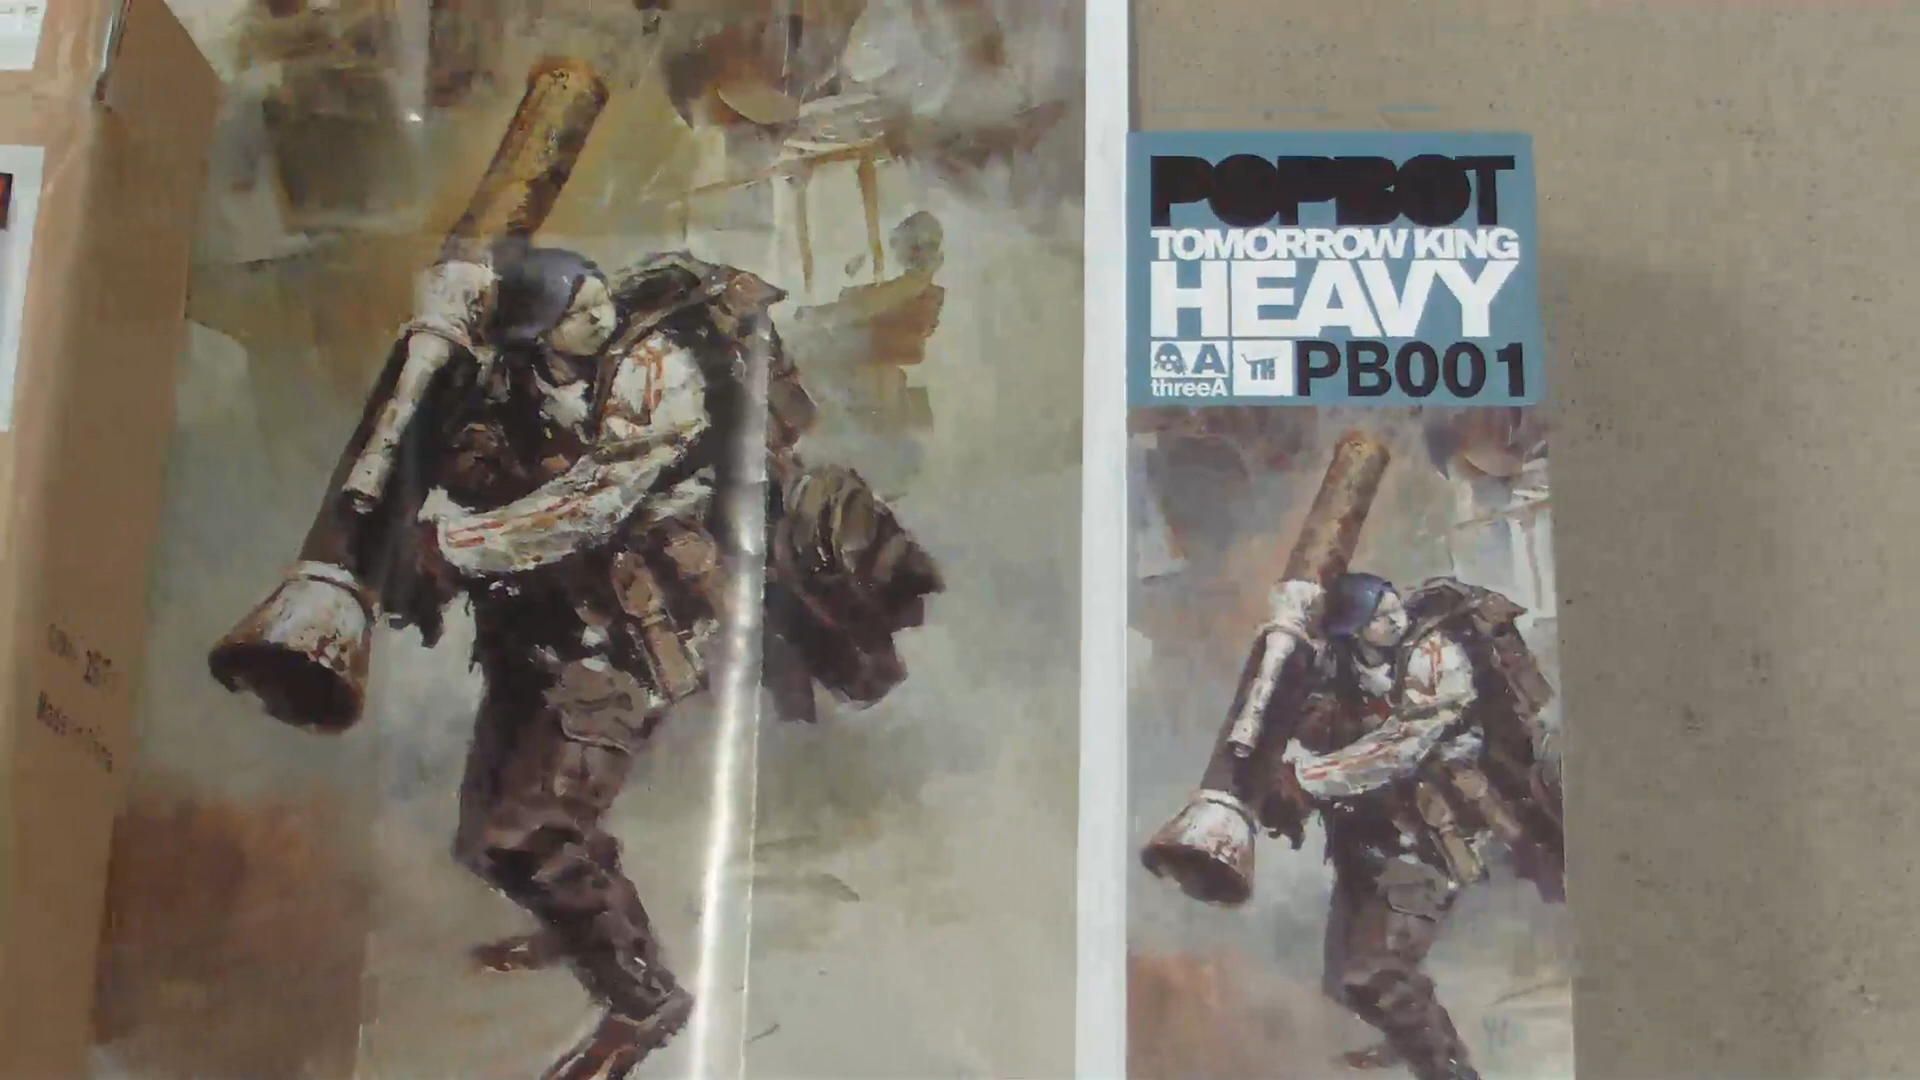 POPBOT
TOMORROW KING
HEAVY
A
threeA
TK
PB001